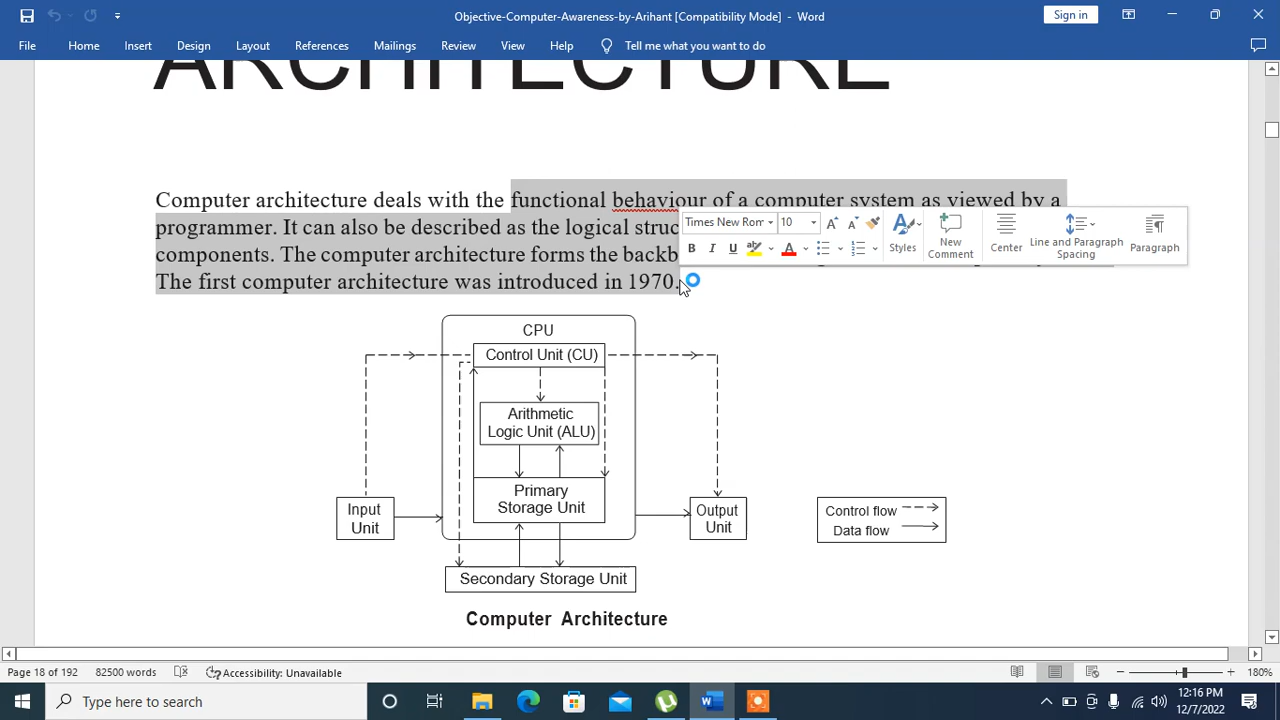 Objective-Computer-Awareness-by-Arihant [Compatibility Mode] - Word
Sign in
File Home Insert Design Layout References Mailings Review View Help Tell me what you want to do
ARCHITECTURE
Computer architecture deals with the functional behaviour of a computer system as viewed by a
programmer. It can also be described as the logical struc
components. The computer architecture forms the backb
The first computer architecture was introduced in 1970.
Times New Rom 10
B I U A
Styles
New
Comment
Center
Line and Paragraph
Spacing
Paragraph
CPU
Control Unit (CU)
Arithmetic
Logic Unit (ALU)
Primary
Storage Unit
Input
Unit
Output
Unit
Control flow
Data flow
Secondary Storage Unit
Computer Architecture
Page 18 of 192 82500 words Accessibility: Unavailable 180%
Type here to search
12:16 PM
12/7/2022